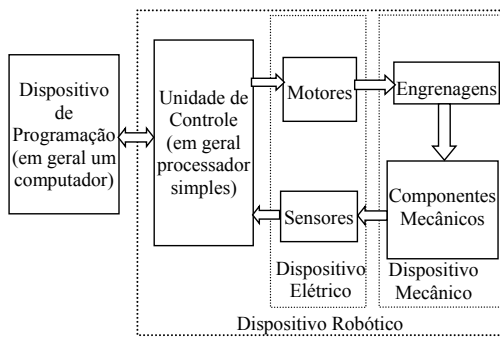 Dispositivo
de
Programação
(em geral um
computador)
Unidade de
Controle
(em geral
processador
simples)
Motores
Engrenagens
Sensores
Componentes
Mecânicos
Dispositivo
Elétrico
Dispositivo
Mecânico
Dispositivo Robótico